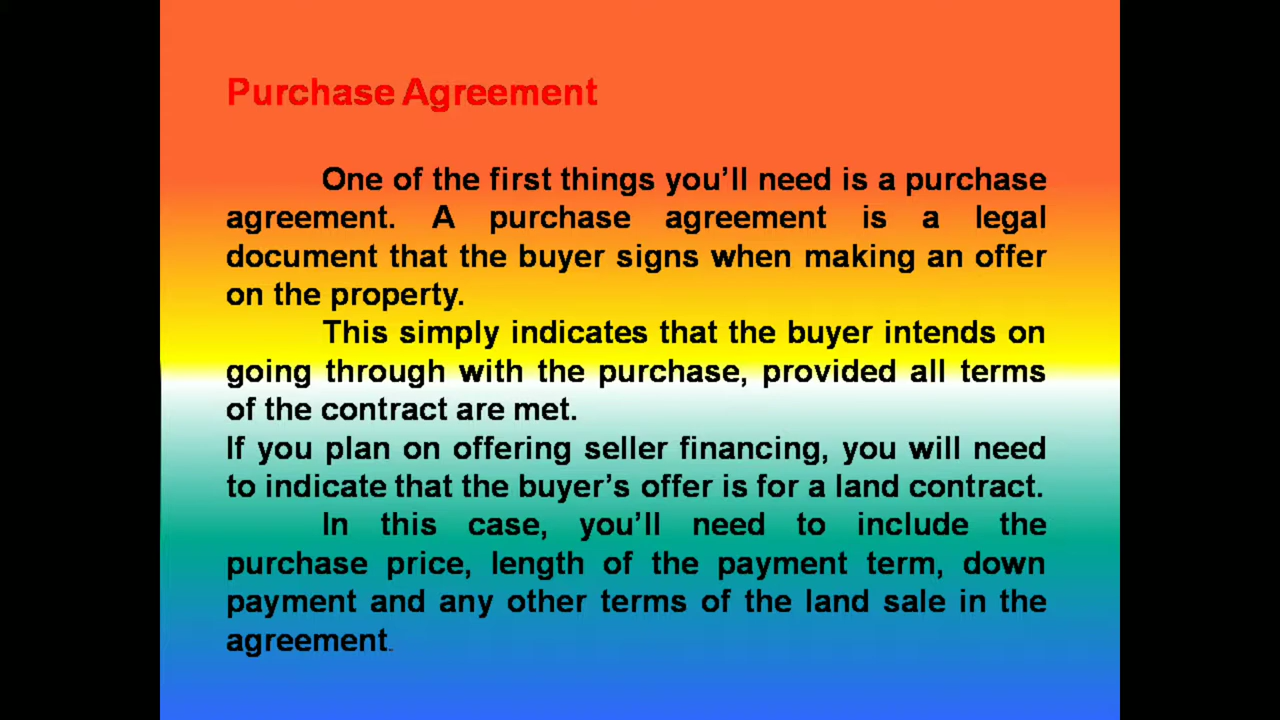 Purchase Agreement
One of the first things you’ll need is a purchase
agreement. A purchase agreement is a legal
document that the buyer signs when making an offer
on the property.
This simply indicates that the buyer intends on
going through with the purchase, provided all terms
of the contract are met.
If you plan on offering seller financing, you will need
to indicate that the buyer’s offer is for a land contract.
In this case, you’ll need to include the
purchase price, length of the payment term, down
payment and any other terms of the land sale in the
agreement.